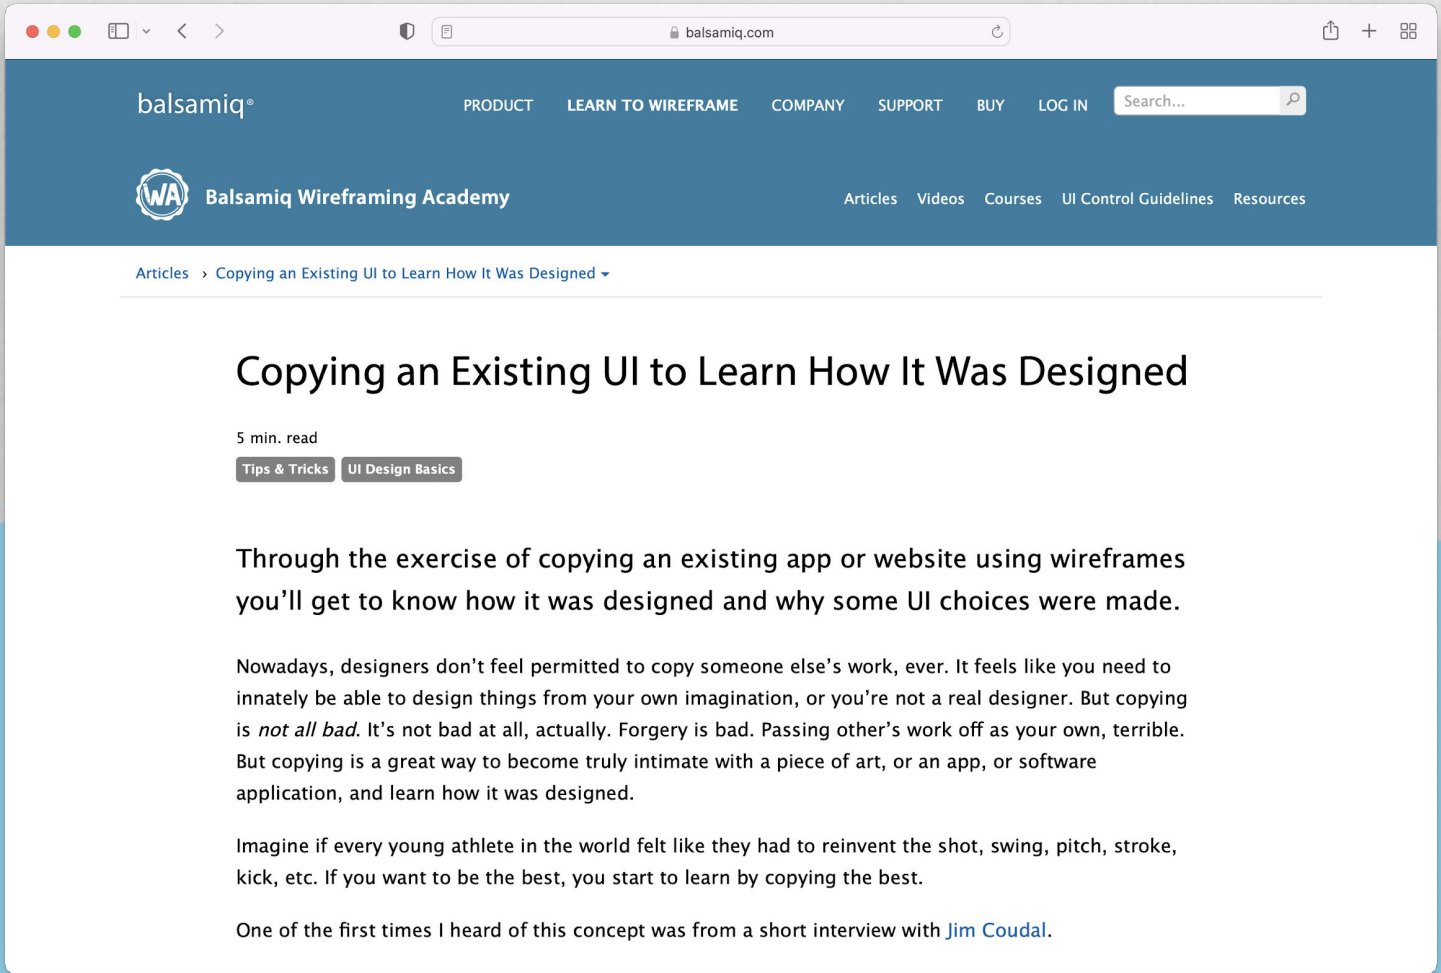 balsamiq.com
balsamiq®
PRODUCT LEARN TO WIREFRAME COMPANY SUPPORT BUY LOG IN Search...
WA Balsamiq Wireframing Academy
Articles Videos Courses UI Control Guidelines Resources
Articles › Copying an Existing UI to Learn How It Was Designed
Copying an Existing UI to Learn How It Was Designed
5 min. read
Tips & Tricks UI Design Basics
Through the exercise of copying an existing app or website using wireframes
you’ll get to know how it was designed and why some UI choices were made.
Nowadays, designers don’t feel permitted to copy someone else’s work, ever. It feels like you need to
innately be able to design things from your own imagination, or you’re not a real designer. But copying
is not all bad. It’s not bad at all, actually. Forgery is bad. Passing other’s work off as your own, terrible.
But copying is a great way to become truly intimate with a piece of art, or an app, or software
application, and learn how it was designed.
Imagine if every young athlete in the world felt like they had to reinvent the shot, swing, pitch, stroke,
kick, etc. If you want to be the best, you start to learn by copying the best.
One of the first times I heard of this concept was from a short interview with Jim Coudal.